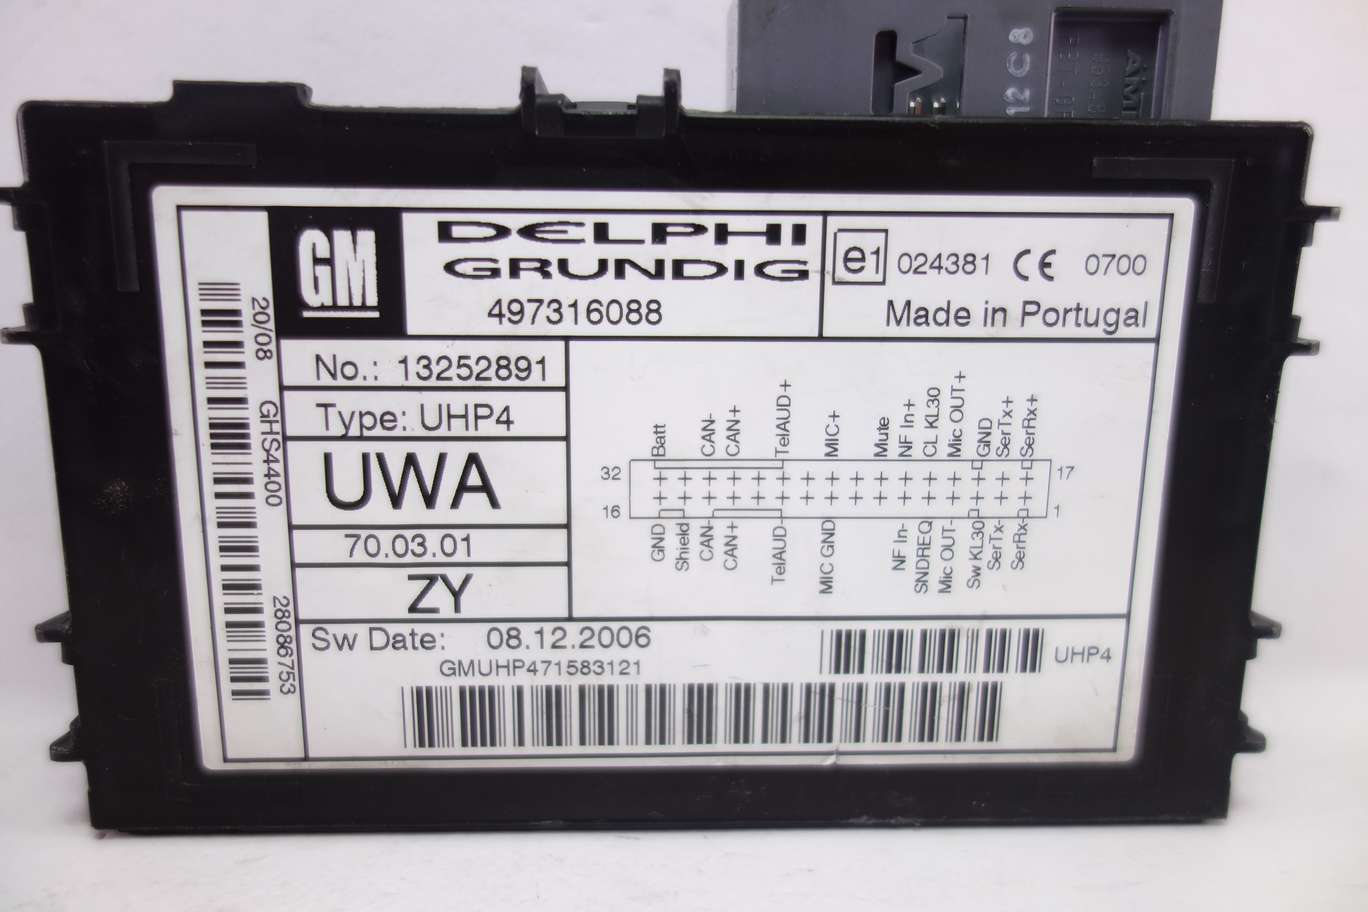 12C8
GM
DELPHI
GRUNDIG
497316088
e1 024381 CE 0700
Made in Portugal
20/08
GHS4400
28086753
No.: 13252891
Type: UHP4
UWA
70.03.01
ZY
Batt CAN- CAN+ TelAUD+ MIC+ Mute NF In+ CL KL30 Mic OUT+ GND SerTx+ SerRx+
32 17
16 1
GND Shield CAN- CAN+ TelAUD- MIC GND NF In- SNDREQ Mic OUT- Sw KL30 SerTx- SerRx-
Sw Date: 08.12.2006
GMUHP471583121
UHP4